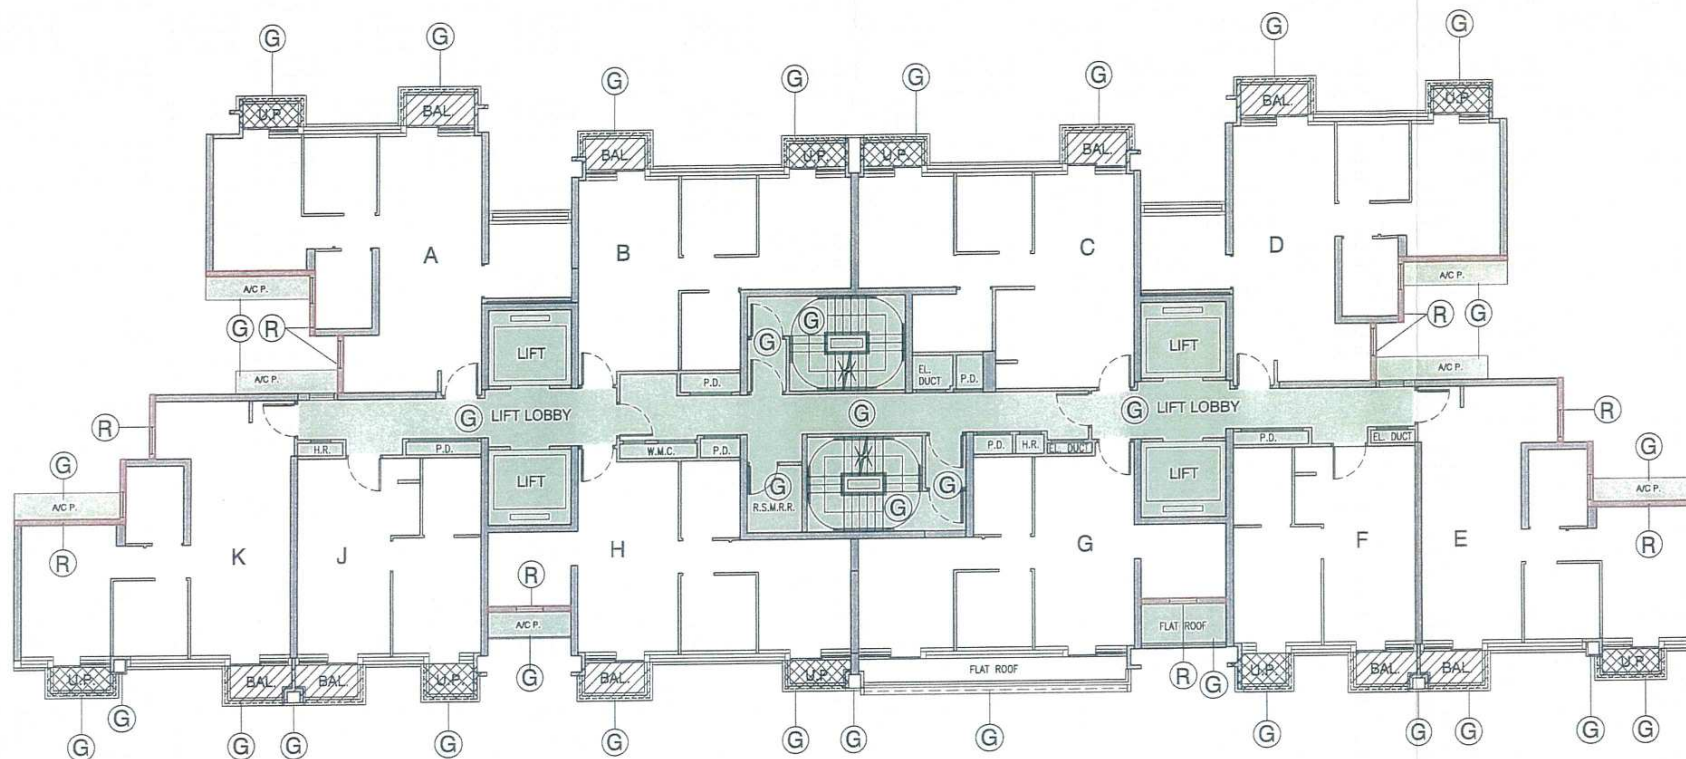 G G G G
G G G G G
U.P. BAL. BAL. U.P.
BAL. U.P. U.P. BAL.
A B C D
A/C P. A/C P.
G R G G R G
LIFT LIFT
A/C P. P.D. EL. DUCT P.D. A/C P.
R G LIFT LOBBY G G LIFT LOBBY R
H.R. P.D. W.M.C. P.D. P.D. H.R. EL. DUCT P.D. EL. DUCT
G LIFT G G G LIFT G
A/C P. R.S.M.R.R. A/C P.
R K J H G F E R
R
A/C P. FLAT ROOF
U.P. BAL. BAL. U.P. G BAL. U.P. FLAT ROOF R G U.P. BAL. BAL. U.P.
G
G G G G G G G G G G G G G G